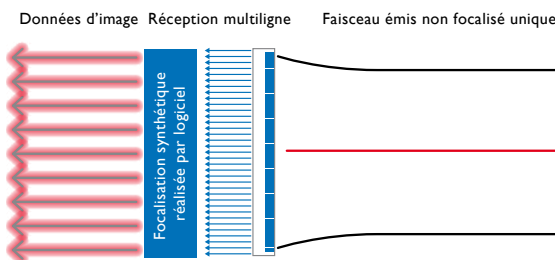 Données d’image
Réception multiligne
Faisceau émis non focalisé unique
Focalisation synthétique
réalisée par logiciel